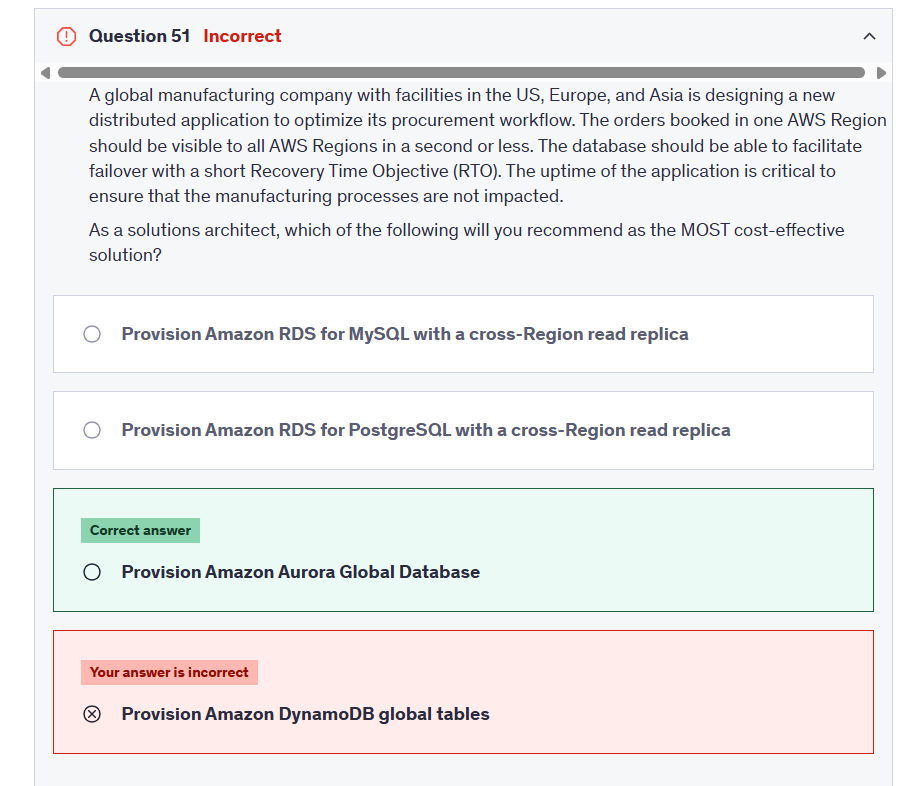 Question 51 Incorrect
A global manufacturing company with facilities in the US, Europe, and Asia is designing a new
distributed application to optimize its procurement workflow. The orders booked in one AWS Region
should be visible to all AWS Regions in a second or less. The database should be able to facilitate
failover with a short Recovery Time Objective (RTO). The uptime of the application is critical to
ensure that the manufacturing processes are not impacted.
As a solutions architect, which of the following will you recommend as the MOST cost-effective
solution?
Provision Amazon RDS for MySQL with a cross-Region read replica
Provision Amazon RDS for PostgreSQL with a cross-Region read replica
Correct answer
Provision Amazon Aurora Global Database
Your answer is incorrect
Provision Amazon DynamoDB global tables